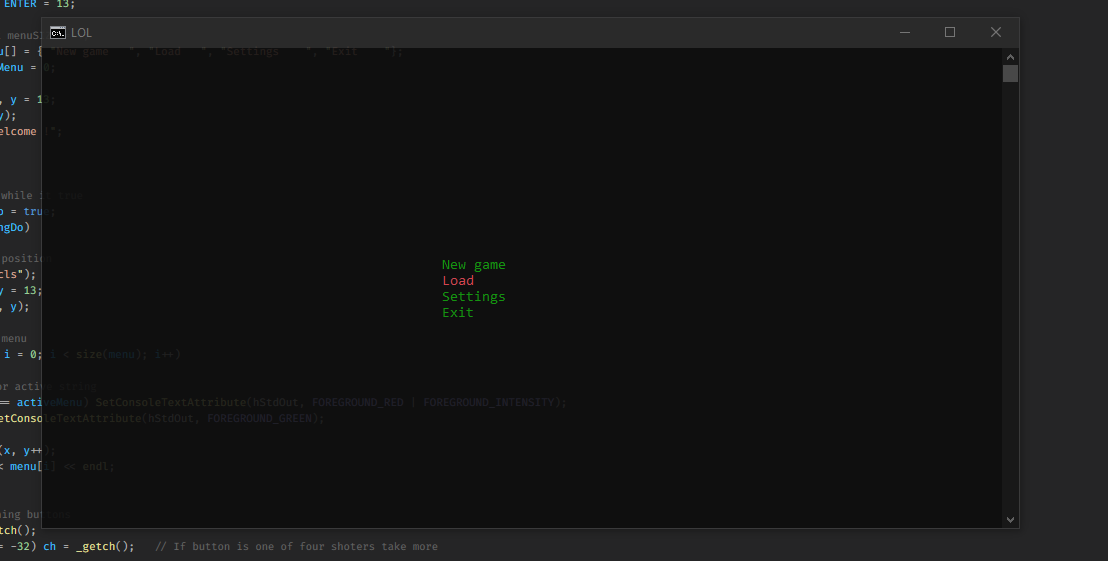 ENTER = 13;
LOL
menuSi
u[] = { "New game   ", "Load   ", "Settings   ", "Exit    "};
Menu = 0;
, y = 13;
y);
elcome !";
while i
o = true;
ngDo)
position
cls");
y = 13;
, y);
New game
Load
Settings
Exit
menu
i = 0; i < size(menu); i++)
or active string
== activeMenu) SetConsoleTextAttribute(hStdOut, FOREGROUND_RED | FOREGROUND_INTENSITY);
etConsoleTextAttribute(hStdOut, FOREGROUND_GREEN);
(x, y++);
< menu[i] << endl;
ning button
tch();
= -32) ch = _getch();   // If button is one of four shoters take more